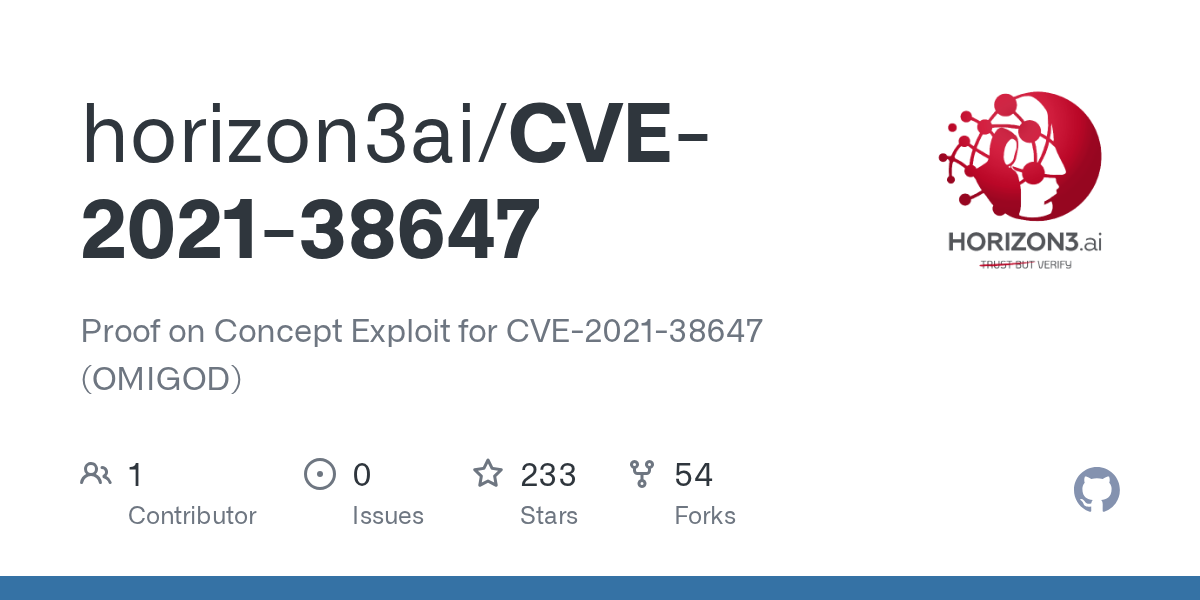 horizon3ai/CVE-
2021-38647
HORIZON3.ai
TRUST BUT VERIFY
Proof on Concept Exploit for CVE-2021-38647
(OMIGOD)
1
Contributor
0
Issues
233
Stars
54
Forks